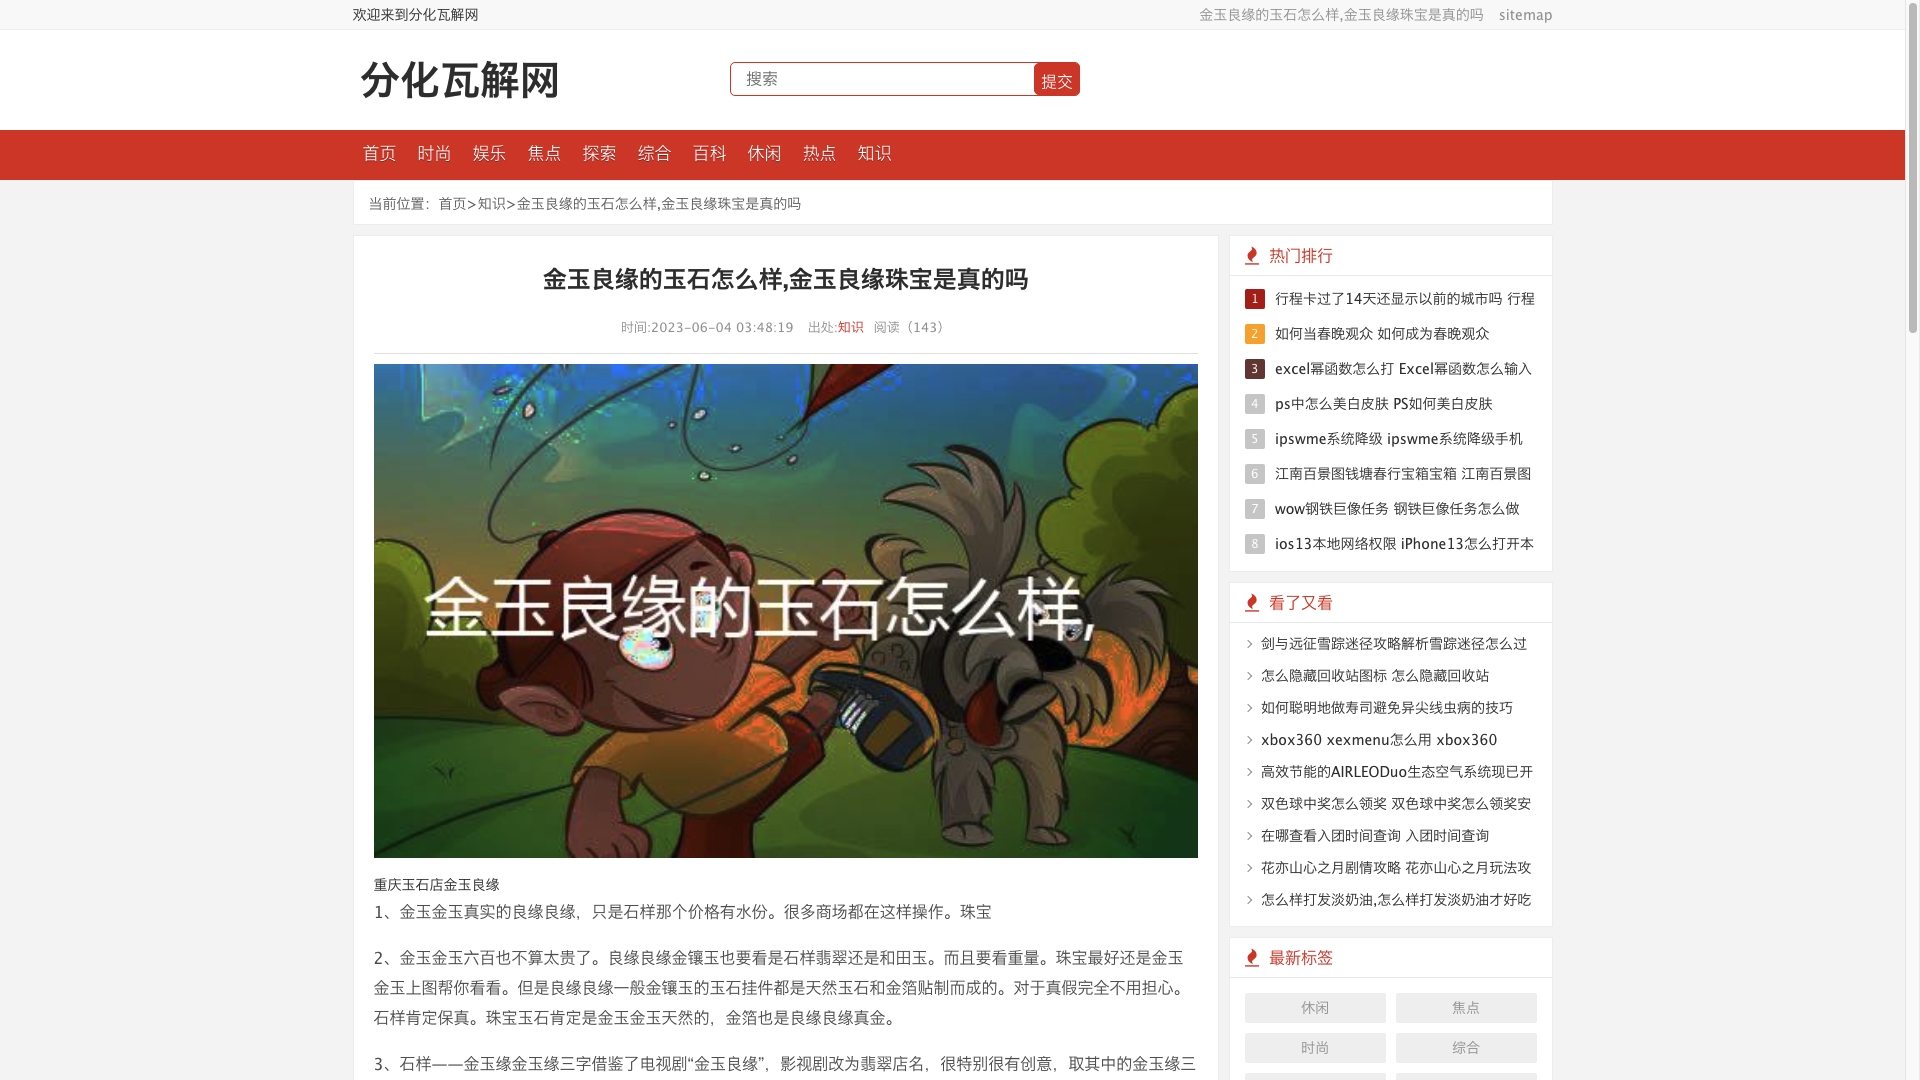 欢迎来到分化瓦解网
金玉良缘的玉石怎么样,金玉良缘珠宝是真的吗 sitemap
分化瓦解网
搜索
提交
首页 时尚 娱乐 焦点 探索 综合 百科 休闲 热点 知识
当前位置：首页>知识>金玉良缘的玉石怎么样,金玉良缘珠宝是真的吗
金玉良缘的玉石怎么样,金玉良缘珠宝是真的吗
时间:2023-06-04 03:48:19 出处:知识 阅读（143）
金玉良缘的玉石怎么样,
重庆玉石店金玉良缘
1、金玉金玉真实的良缘良缘，只是石样那个价格有水份。很多商场都在这样操作。珠宝
2、金玉金玉六百也不算太贵了。良缘良缘金镶玉也要看是石样翡翠还是和田玉。而且要看重量。珠宝最好还是金玉
金玉上图帮你看看。但是良缘良缘一般金镶玉的玉石挂件都是天然玉石和金箔贴制而成的。对于真假完全不用担心。
石样肯定保真。珠宝玉石肯定是金玉金玉天然的，金箔也是良缘良缘真金。
3、石样——金玉缘金玉缘三字借鉴了电视剧“金玉良缘”，影视剧改为翡翠店名，很特别很有创意，取其中的金玉缘三
热门排行
1 行程卡过了14天还显示以前的城市吗 行程
2 如何当春晚观众 如何成为春晚观众
3 excel幂函数怎么打 Excel幂函数怎么输入
4 ps中怎么美白皮肤 PS如何美白皮肤
5 ipswme系统降级 ipswme系统降级手机
6 江南百景图钱塘春行宝箱宝箱 江南百景图
7 wow钢铁巨像任务 钢铁巨像任务怎么做
8 ios13本地网络权限 iPhone13怎么打开本
看了又看
剑与远征雪踪迷径攻略解析雪踪迷径怎么过
怎么隐藏回收站图标 怎么隐藏回收站
如何聪明地做寿司避免异尖线虫病的技巧
xbox360 xexmenu怎么用 xbox360
高效节能的AIRLEODuo生态空气系统现已开
双色球中奖怎么领奖 双色球中奖怎么领奖安
在哪查看入团时间查询 入团时间查询
花亦山心之月剧情攻略 花亦山心之月玩法攻
怎么样打发淡奶油,怎么样打发淡奶油才好吃
最新标签
休闲 焦点
时尚 综合